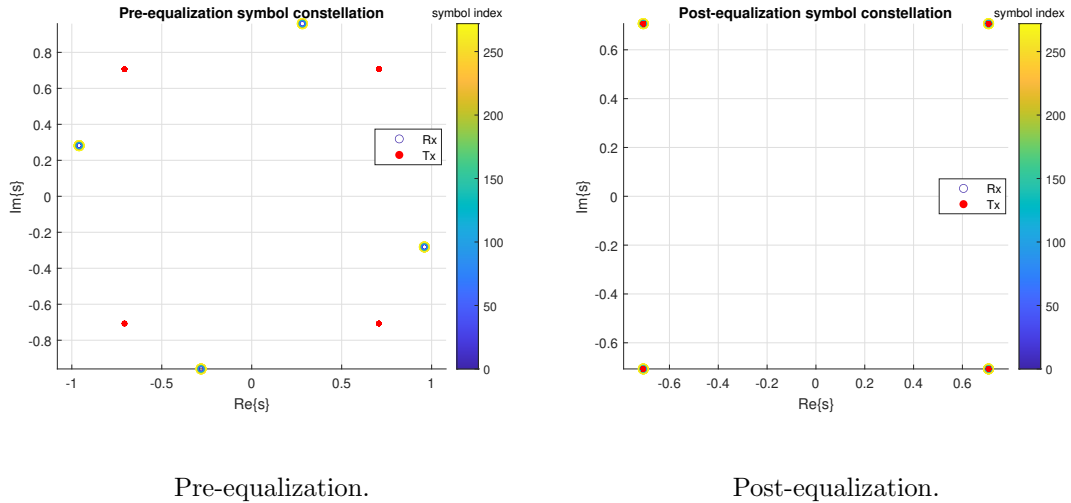 Pre-equalization symbol constellation
symbol index
0.8
0.6
0.4
0.2
0
-0.2
-0.4
-0.6
-0.8
Im{s}
-1
-0.5
0
0.5
1
Re{s}
Rx
Tx
250
200
150
100
50
0
Post-equalization symbol constellation
symbol index
0.6
0.4
0.2
0
-0.2
-0.4
-0.6
Im{s}
-0.6
-0.4
-0.2
0
0.2
0.4
0.6
Re{s}
Rx
Tx
250
200
150
100
50
0
Pre-equalization.
Post-equalization.